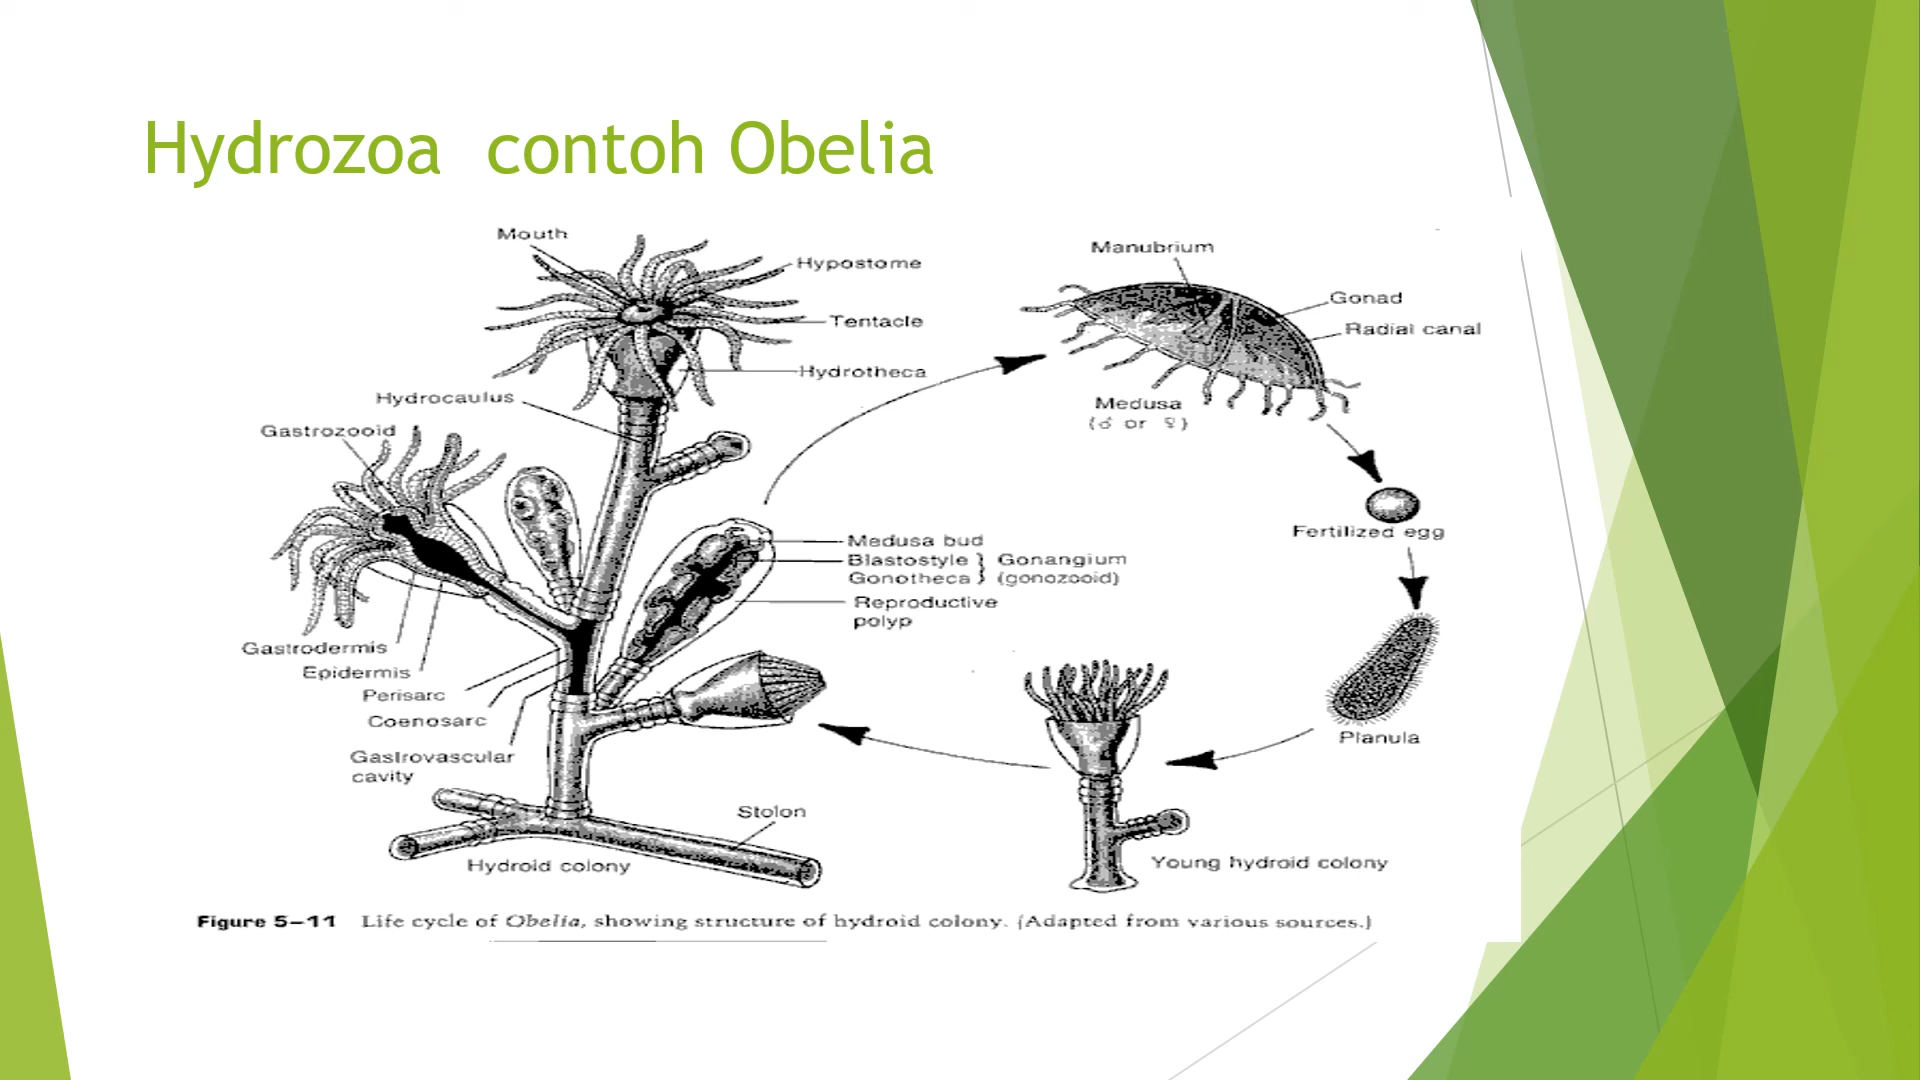 Hydrozoa contoh Obelia
Mouth
Hypostome
Tentacle
Hydrotheca
Hydrocaulus
Gastrozooid
Manubrium
Gonad
Radial canal
Medusa
(♂ or ♀)
Fertilized egg
Medusa bud
Blastostyle } Gonangium
Gonotheca } (gonozooid)
Reproductive
polyp
Gastrodermis
Epidermis
Perisarc
Coenosarc
Gastrovascular
cavity
Planula
Stolon
Hydroid colony
Young hydroid colony
Figure 5–11 Life cycle of Obelia, showing structure of hydroid colony. (Adapted from various sources.)